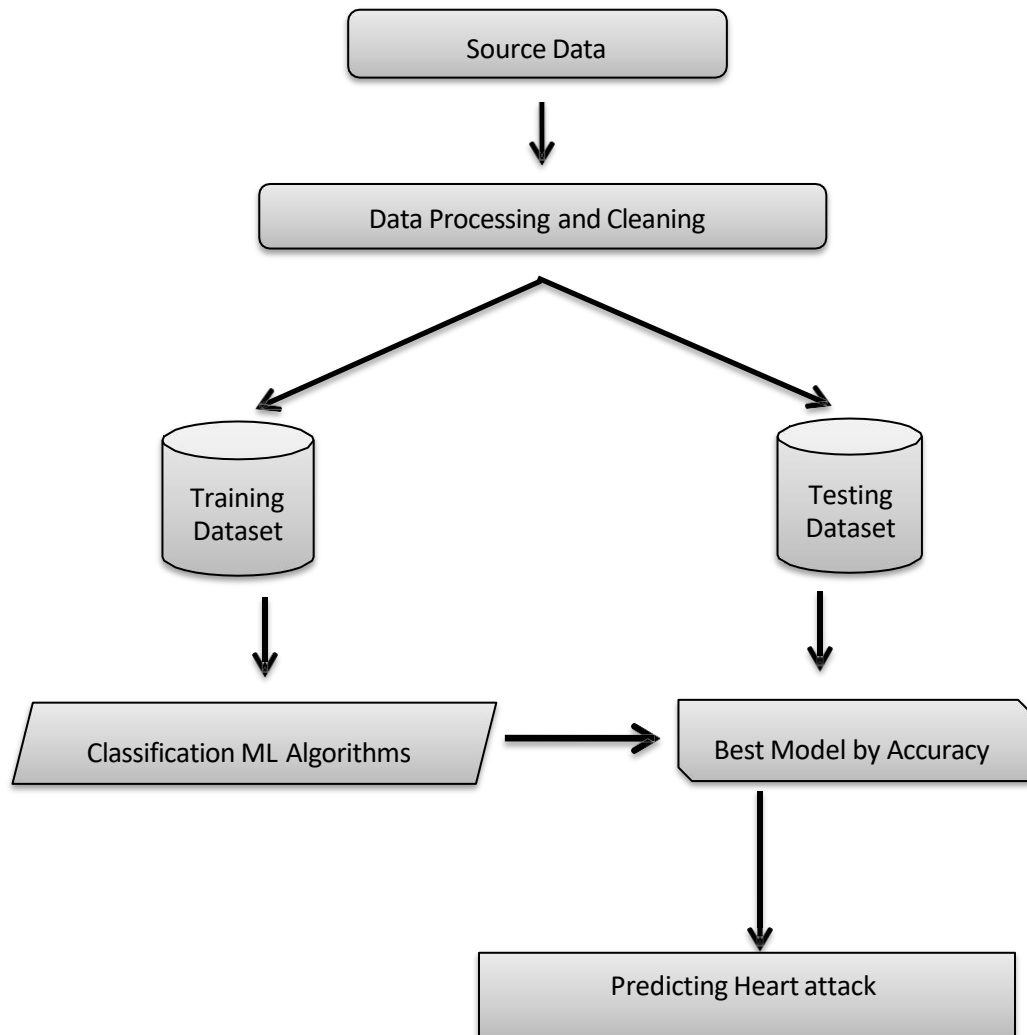 Source Data
Data Processing and Cleaning
Training
Dataset
Testing
Dataset
Classification ML Algorithms
Best Model by Accuracy
Predicting Heart attack